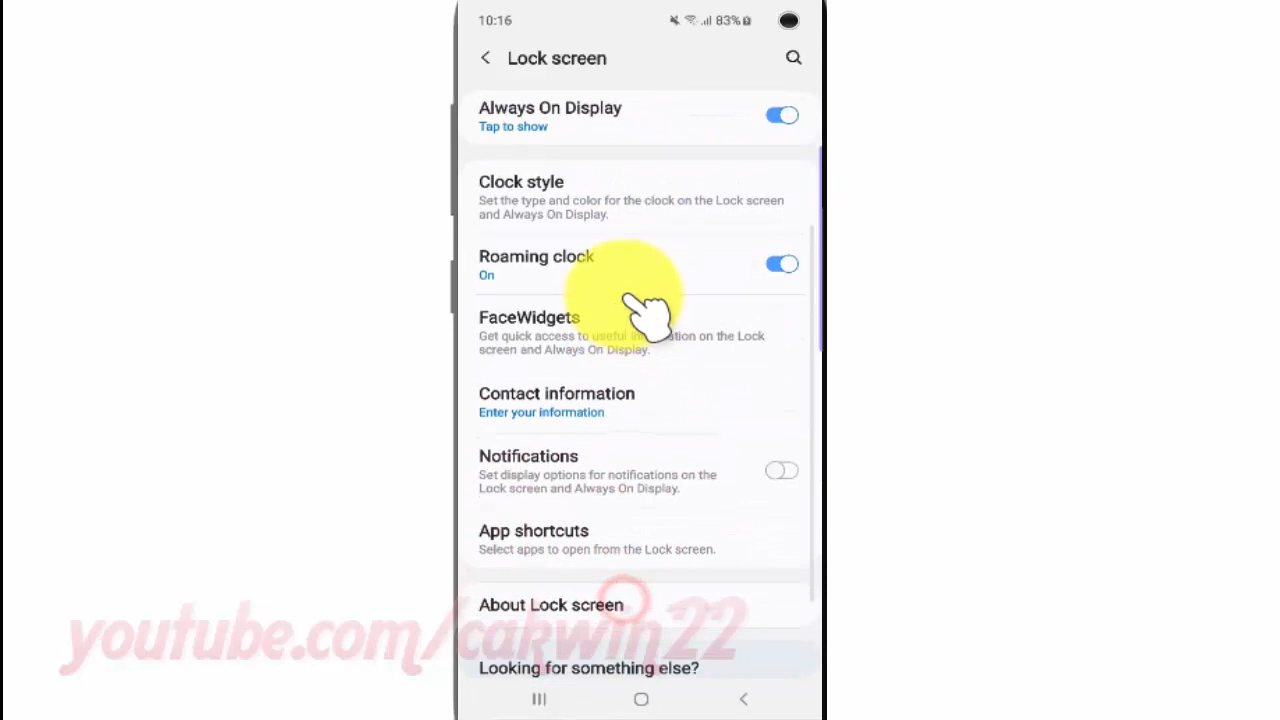 10:16
83%
Lock screen
Always On Display
Tap to show
Clock style
Set the type and color for the clock on the Lock screen
and Always On Display.
Roaming clock
On
FaceWidgets
Get quick access to useful information on the Lock
screen and Always On Display.
Contact information
Enter your information
Notifications
Set display options for notifications on the
Lock screen and Always On Display.
App shortcuts
Select apps to open from the Lock screen.
About Lock screen
youtube.com/cakwin22
Looking for something else?